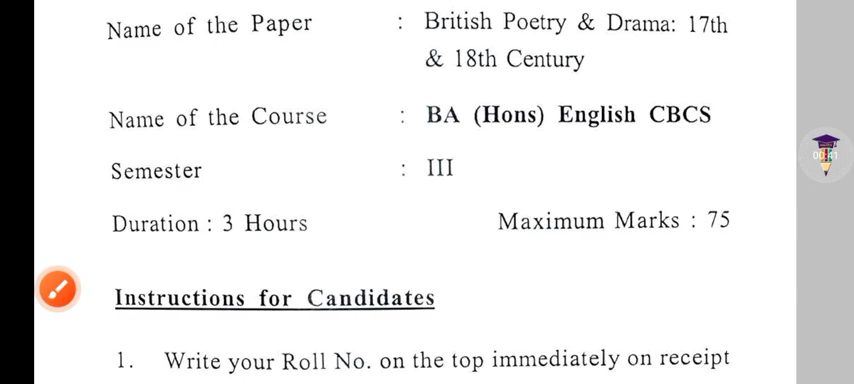 Name of the Paper : British Poetry & Drama: 17th
& 18th Century
Name of the Course : BA (Hons) English CBCS
Semester : III
Duration : 3 Hours Maximum Marks : 75
Instructions for Candidates
1. Write your Roll No. on the top immediately on receipt